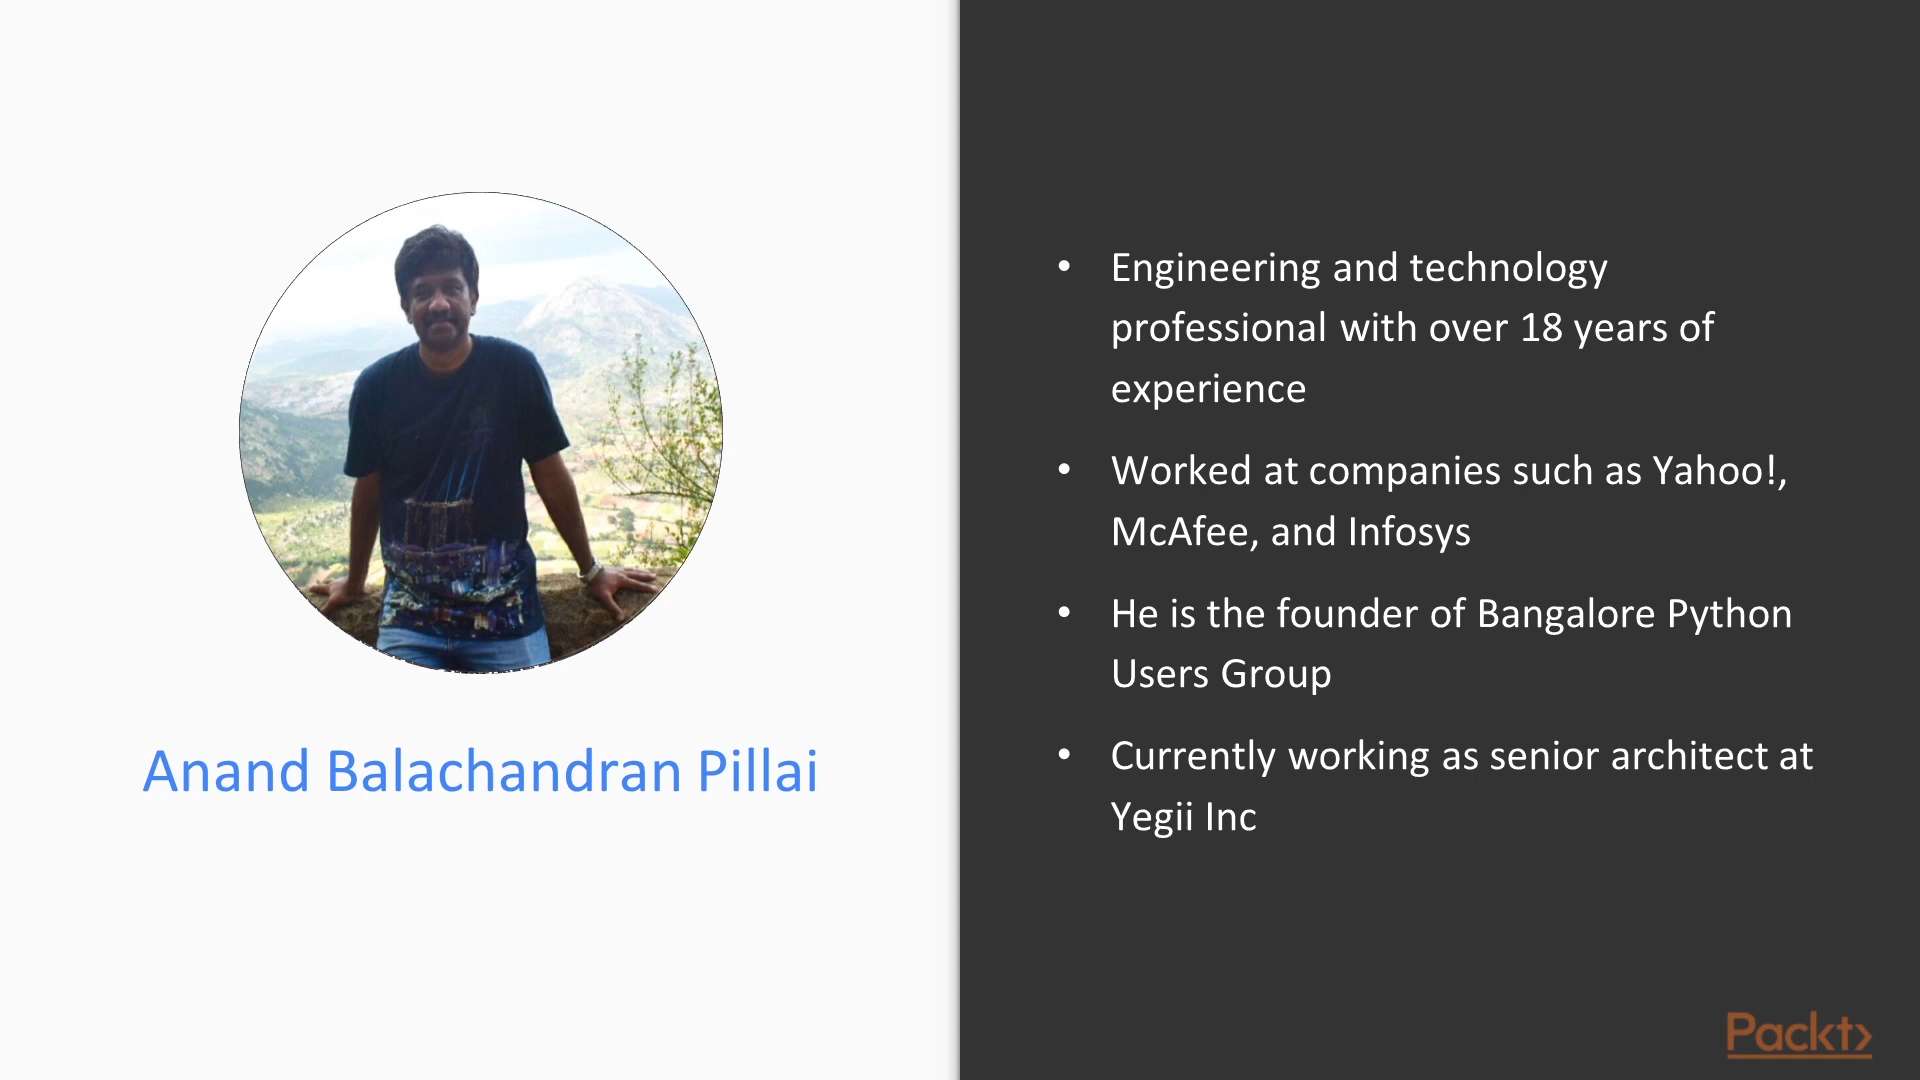 Anand Balachandran Pillai
• Engineering and technology
professional with over 18 years of
experience
• Worked at companies such as Yahoo!,
McAfee, and Infosys
• He is the founder of Bangalore Python
Users Group
• Currently working as senior architect at
Yegii Inc
Packt>